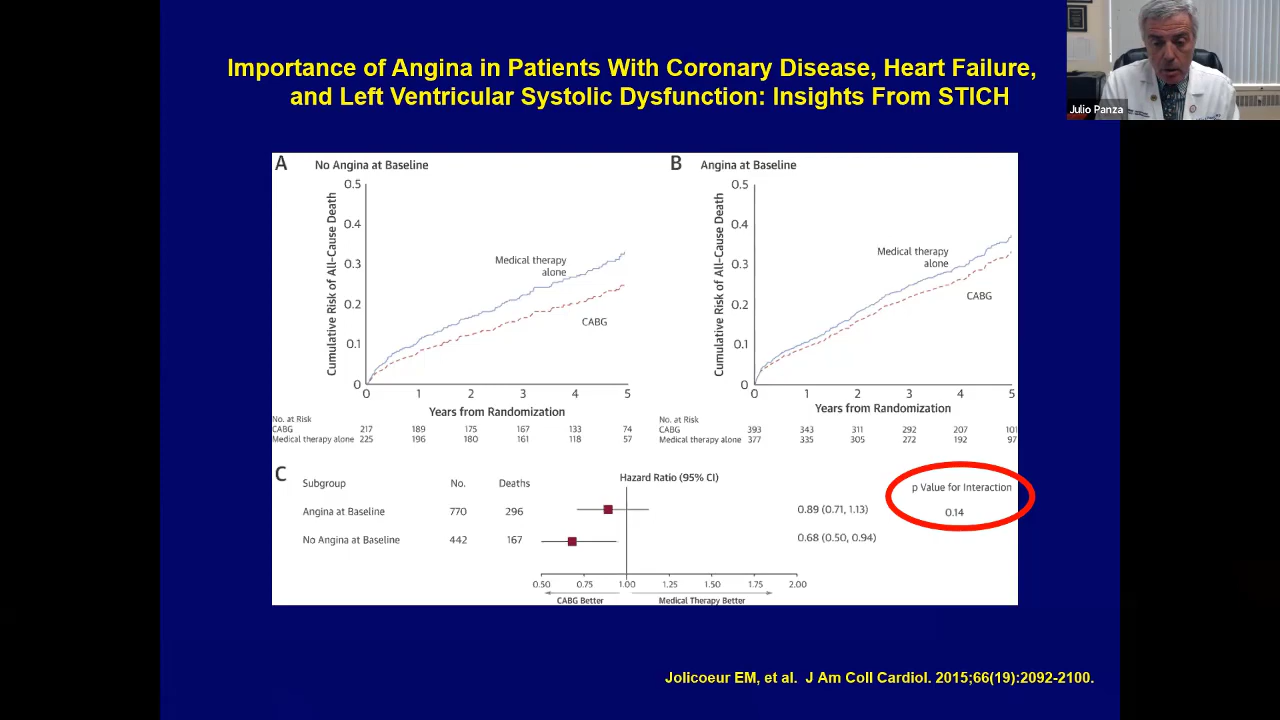 Importance of Angina in Patients With Coronary Disease, Heart Failure,
and Left Ventricular Systolic Dysfunction: Insights From STICH
Julio Panza
A No Angina at Baseline
Cumulative Risk of All-Cause Death
0.5
0.4
0.3
0.2
0.1
0
Medical therapy
alone
CABG
0 1 2 3 4 5
Years from Randomization
No. at Risk
CABG 217 189 175 167 133 74
Medical therapy alone 225 196 180 161 118 57
B Angina at Baseline
Cumulative Risk of All-Cause Death
0.5
0.4
0.3
0.2
0.1
0
Medical therapy
alone
CABG
0 1 2 3 4 5
Years from Randomization
No. at Risk
CABG 393 343 311 292 207 101
Medical therapy alone 377 335 305 272 192 97
C Subgroup No. Deaths Hazard Ratio (95% CI) p Value for Interaction
Angina at Baseline 770 296 0.89 (0.71, 1.13) 0.14
No Angina at Baseline 442 167 0.68 (0.50, 0.94)
0.50 0.75 1.00 1.25 1.50 1.75 2.00
CABG Better Medical Therapy Better
Jolicoeur EM, et al. J Am Coll Cardiol. 2015;66(19):2092-2100.